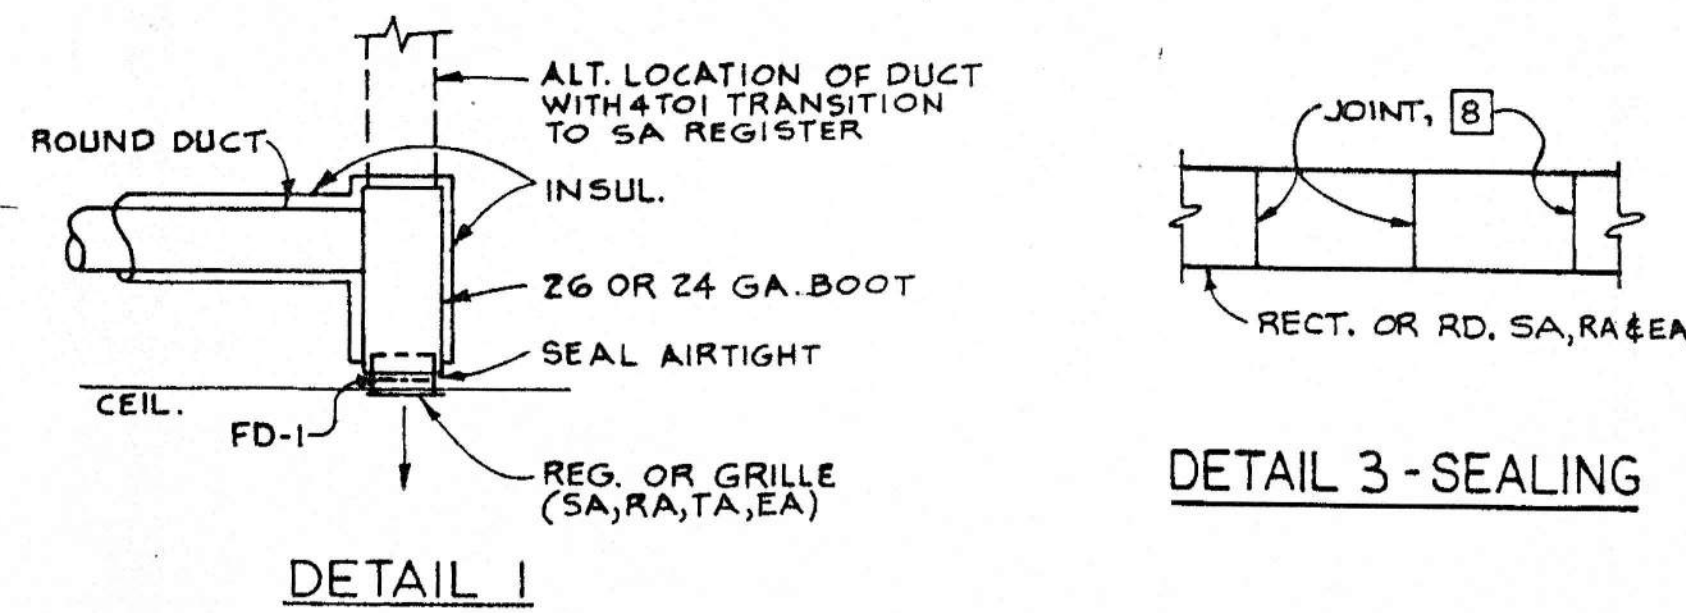 ALT. LOCATION OF DUCT
WITH 4 TO 1 TRANSITION
TO SA REGISTER
ROUND DUCT
INSUL.
26 OR 24 GA. BOOT
SEAL AIRTIGHT
CEIL.
FD-1
REG. OR GRILLE
(SA, RA, TA, EA)
DETAIL 1
JOINT, 8
RECT. OR RD. SA, RA & EA
DETAIL 3 - SEALING